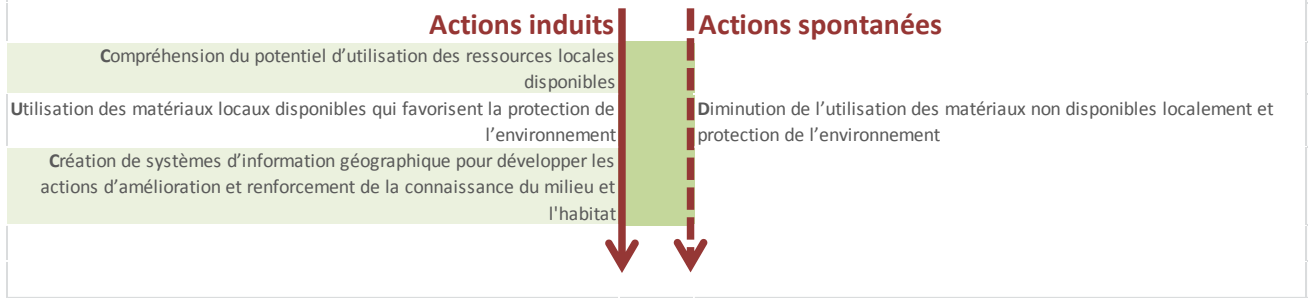 Actions induits
Actions spontanées
Compréhension du potentiel d'utilisation des ressources locales
disponibles
Utilisation des matériaux locaux disponibles qui favorisent la protection de
l'environnement
Diminution de l'utilisation des matériaux non disponibles localement et
protection de l'environnement
Création de systèmes d'information géographique pour développer les
actions d'amélioration et renforcement de la connaissance du milieu et
l'habitat